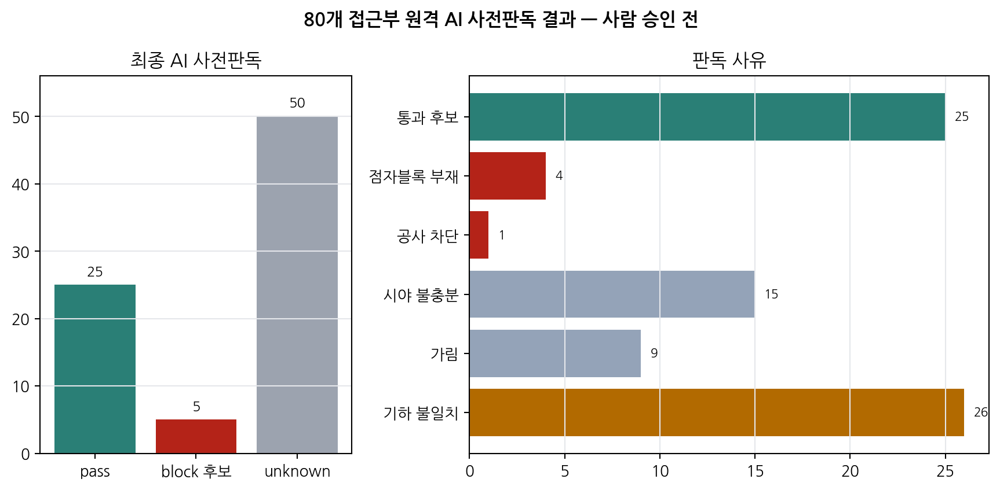 80개 접근부 원격 AI 사전판독 결과 — 사람 승인 전
최종 AI 사전판독
50
40
30
20
10
0
25
5
50
pass
block 후보
unknown
판독 사유
통과 후보
25
점자블록 부재
4
공사 차단
1
시야 불충분
15
가림
9
기하 불일치
26
0
5
10
15
20
25